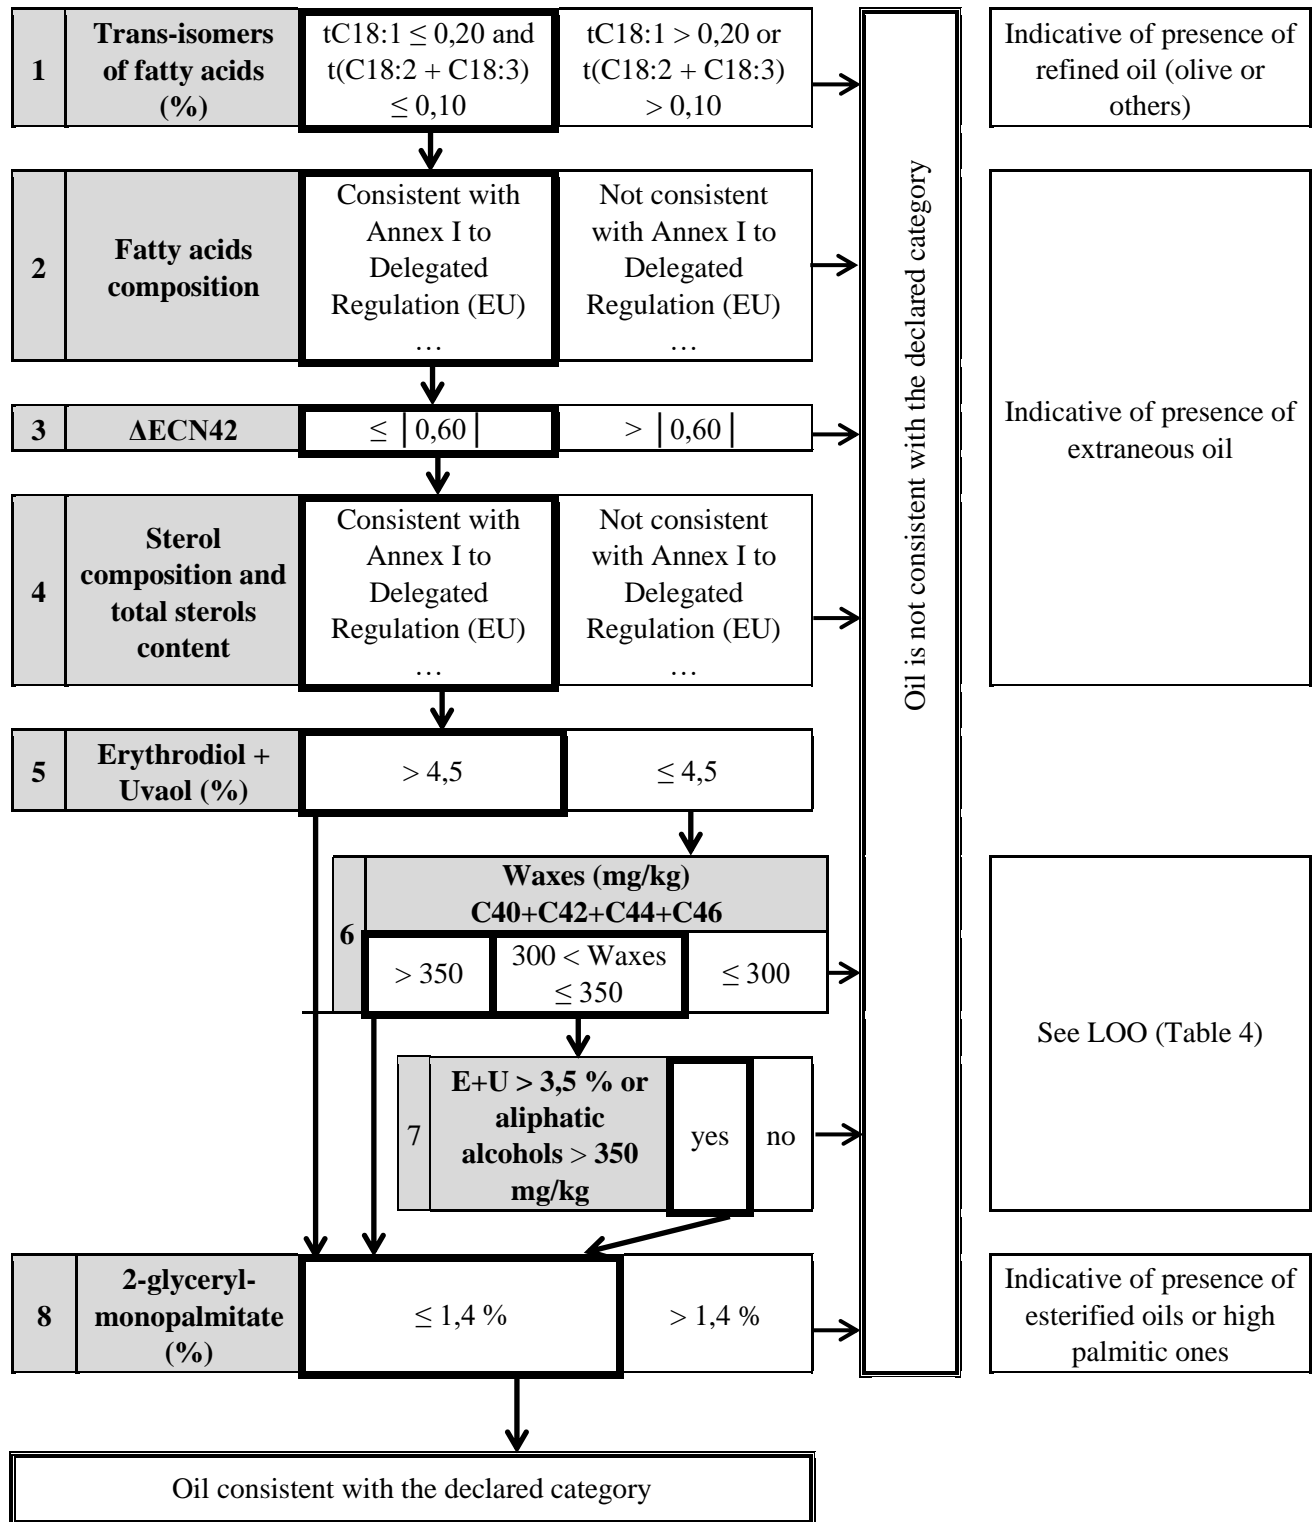 1
Trans-isomers
of fatty acids
(%)
tC18:1 ≤ 0,20 and
t(C18:2 + C18:3)
≤ 0,10
tC18:1 > 0,20 or
t(C18:2 + C18:3)
> 0,10
Indicative of presence of
refined oil (olive or
others)
Oil is not consistent with the declared category
2
Fatty acids
composition
Consistent with
Annex I to
Delegated
Regulation (EU)
…
Not consistent
with Annex I to
Delegated
Regulation (EU)
…
Indicative of presence of
extraneous oil
3
ΔECN42
≤ |0,60|
> |0,60|
4
Sterol
composition and
total sterols
content
Consistent with
Annex I to
Delegated
Regulation (EU)
…
Not consistent
with Annex I to
Delegated
Regulation (EU)
…
5
Erythrodiol +
Uvaol (%)
> 4,5
≤ 4,5
6
Waxes (mg/kg)
C40+C42+C44+C46
> 350
300 < Waxes
≤ 350
≤ 300
See LOO (Table 4)
7
E+U > 3,5 % or
aliphatic
alcohols > 350
mg/kg
yes
no
8
2-glyceryl-
monopalmitate
(%)
≤ 1,4 %
> 1,4 %
Indicative of presence of
esterified oils or high
palmitic ones
Oil consistent with the declared category